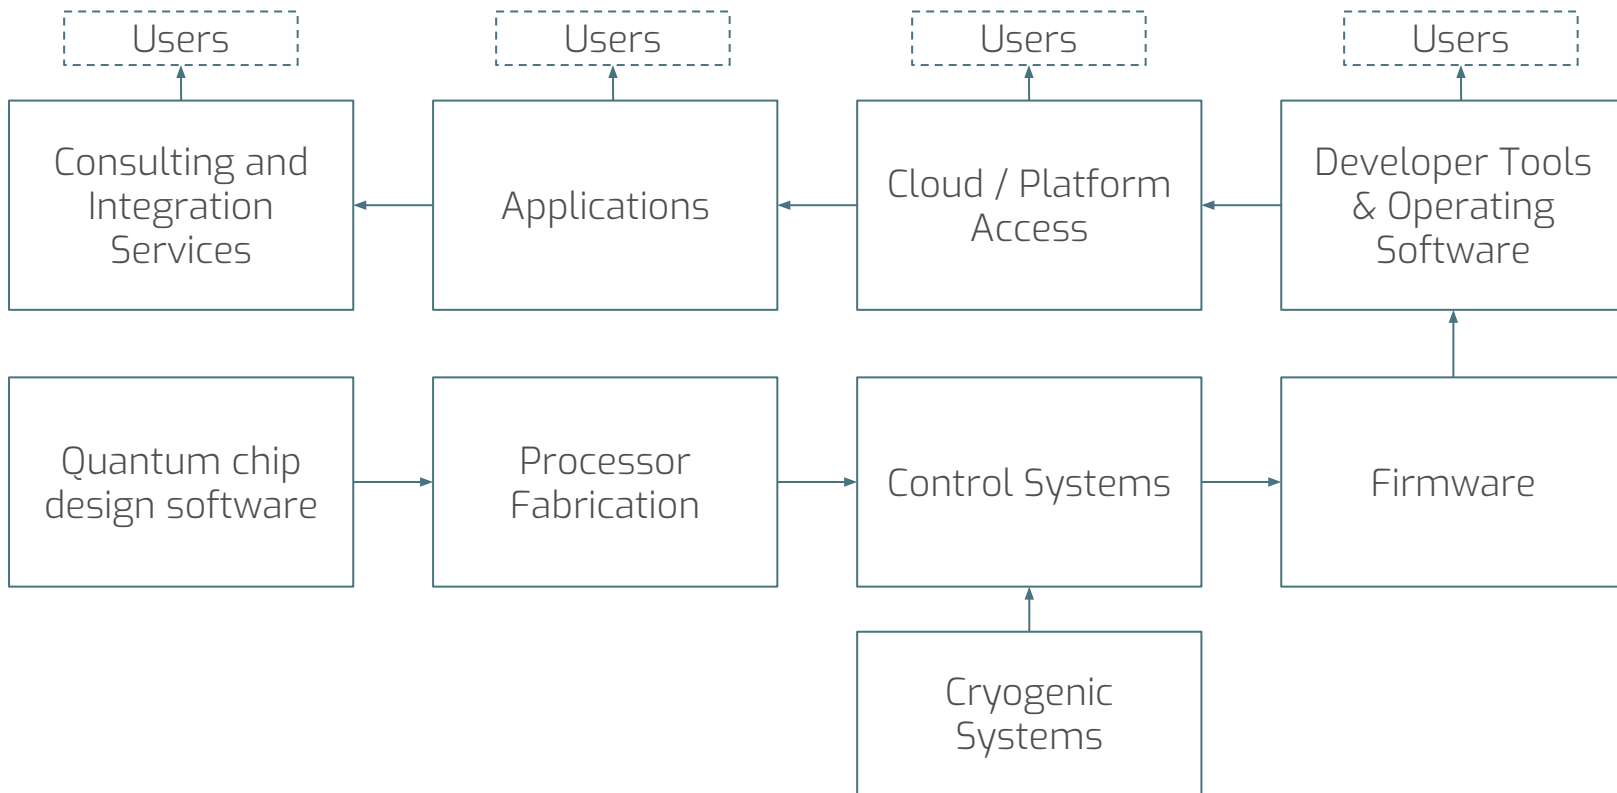 Users
Users
Users
Users
Consulting and
Integration
Services
Applications
Cloud / Platform
Access
Developer Tools
& Operating
Software
Quantum chip
design software
Processor
Fabrication
Control Systems
Firmware
Cryogenic
Systems